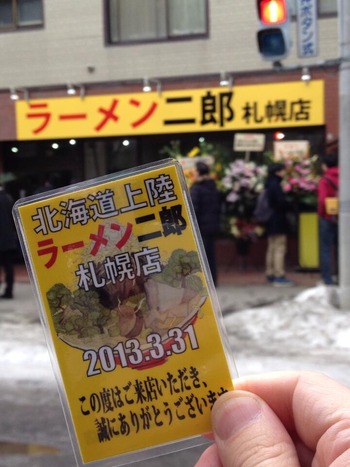 ラーメン二郎 札幌店
北海道上陸
ラーメン二郎
札幌店
2013.3.31
この度はご来店いただき、
誠にありがとうございます